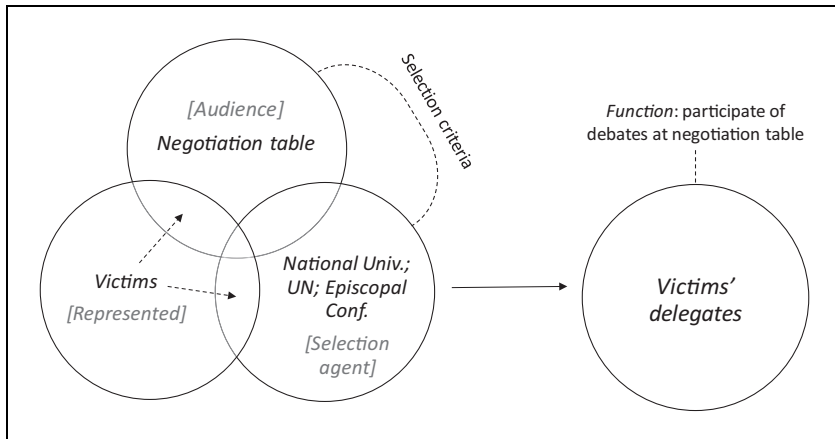 [Audience]
Negotiation table
Selection criteria
Victims
[Represented]
National Univ.;
UN; Episcopal
Conf.
[Selection
agent]
Function: participate of
debates at negotiation table
Victims’
delegates